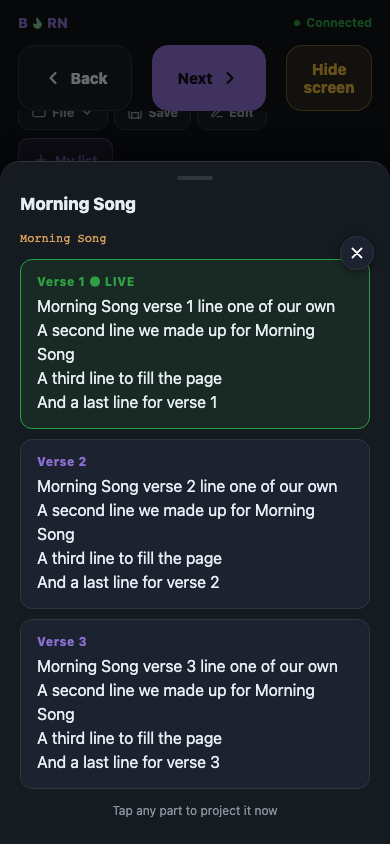 B RN
Connected
Back
Next
Hide
screen
File
Save
Edit
My list
Morning Song
Morning Song
Verse 1 LIVE
Morning Song verse 1 line one of our own
A second line we made up for Morning
Song
A third line to fill the page
And a last line for verse 1
Verse 2
Morning Song verse 2 line one of our own
A second line we made up for Morning
Song
A third line to fill the page
And a last line for verse 2
Verse 3
Morning Song verse 3 line one of our own
A second line we made up for Morning
Song
A third line to fill the page
And a last line for verse 3
Tap any part to project it now